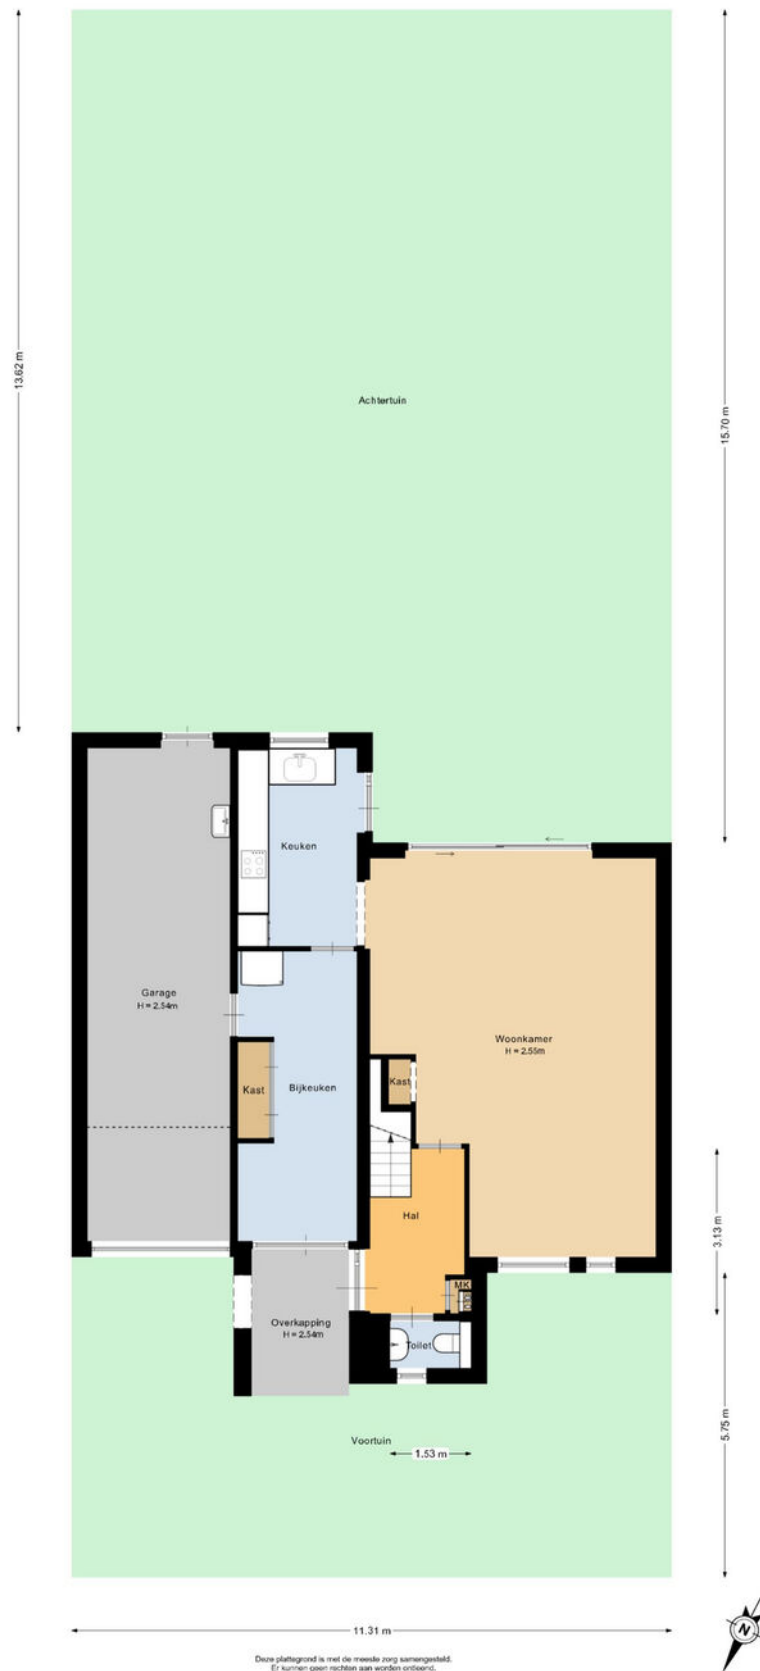 13.62 m
15.70 m
Achtertuin
Keuken
Garage
H = 2.54m
Woonkamer
H = 2.55m
Kast
Kast
Bijkeuken
Hal
3.13 m
MK
Overkapping
H = 2.54m
Toilet
5.75 m
Voortuin
1.53 m
11.31 m
N
Deze plattegrond is met de meeste zorg samengesteld.
Er kunnen geen rechten aan worden ontleend.